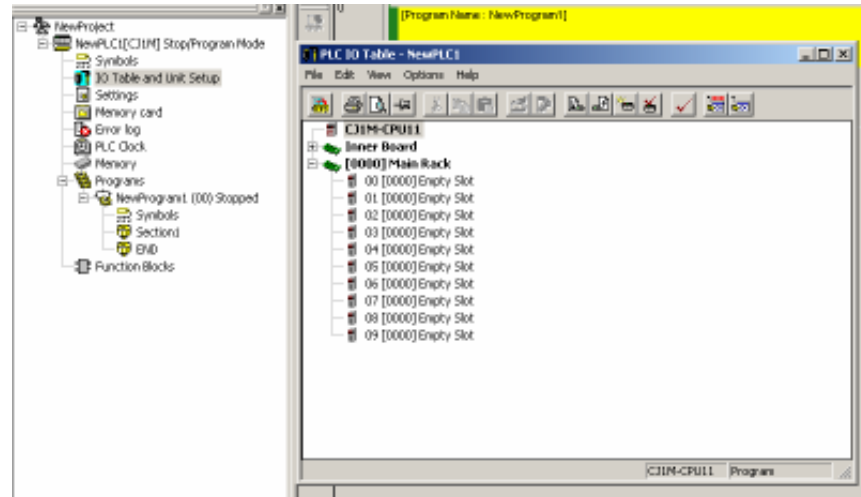 NewProject
NewPLC1[CJ1M] Stop/Program Mode
Symbols
IO Table and Unit Setup
Settings
Memory card
Error log
PLC Clock
Memory
Programs
NewProgram1 (00) Stopped
Symbols
Section1
END
Function Blocks
0
[Program Name : NewProgram1]
PLC IO Table - NewPLC1
File Edit View Options Help
CJ1M-CPU11
Inner Board
[0000] Main Rack
00 [0000] Empty Slot
01 [0000] Empty Slot
02 [0000] Empty Slot
03 [0000] Empty Slot
04 [0000] Empty Slot
05 [0000] Empty Slot
06 [0000] Empty Slot
07 [0000] Empty Slot
08 [0000] Empty Slot
09 [0000] Empty Slot
CJ1M-CPU11 Program